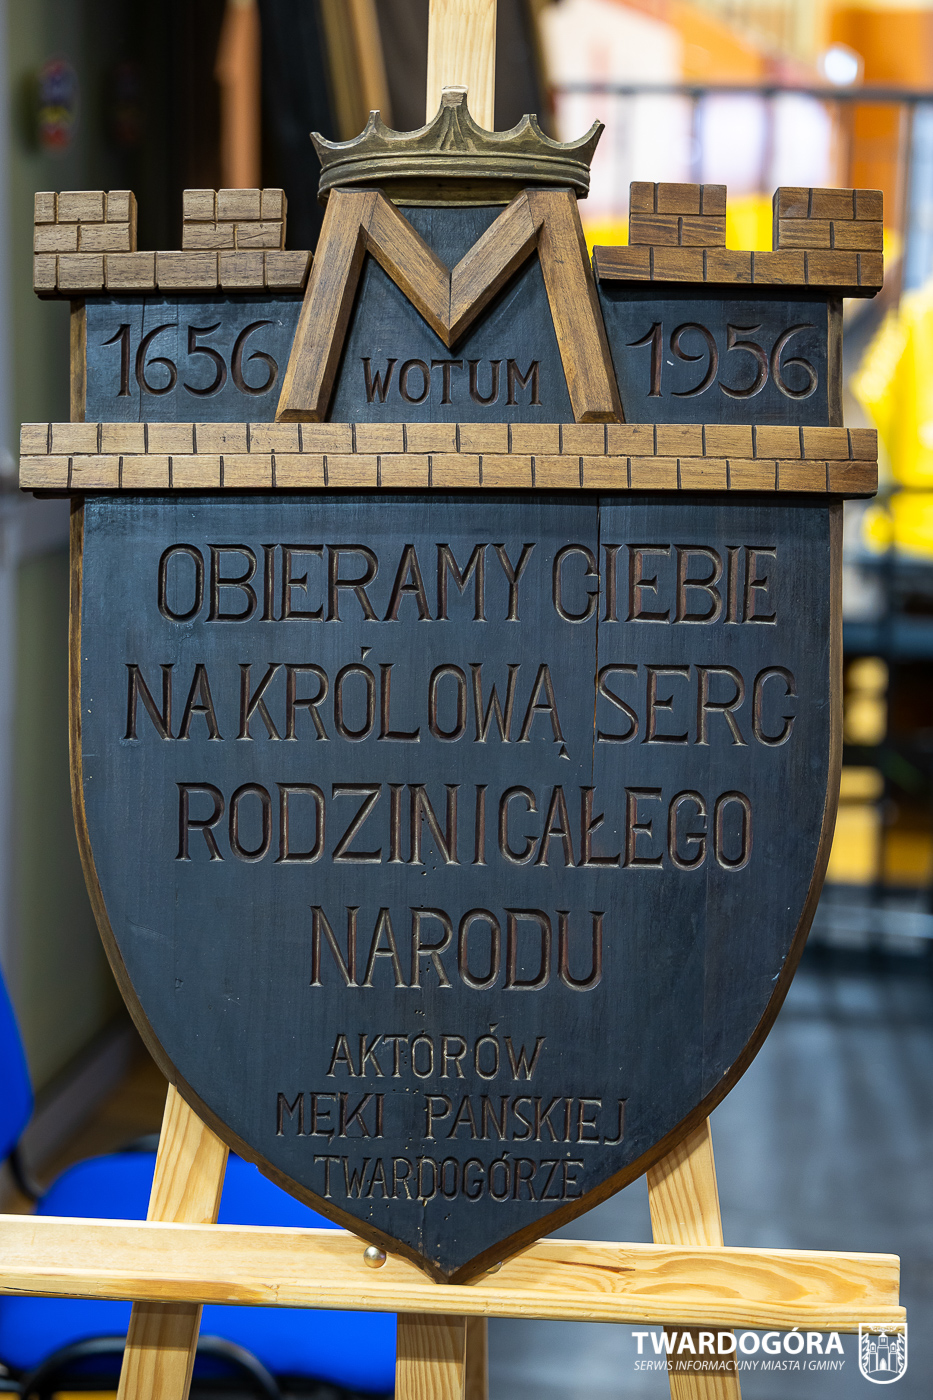 M
1656 WOTUM 1956
OBIERAMY CIEBIE
NA KRÓLOWĄ SERC
RODZIN I CAŁEGO
NARODU
AKTORÓW
MĘKI PAŃSKIEJ
TWARDOGÓRZE
TWARDOGÓRA
SERWIS INFORMACYJNY MIASTA I GMINY